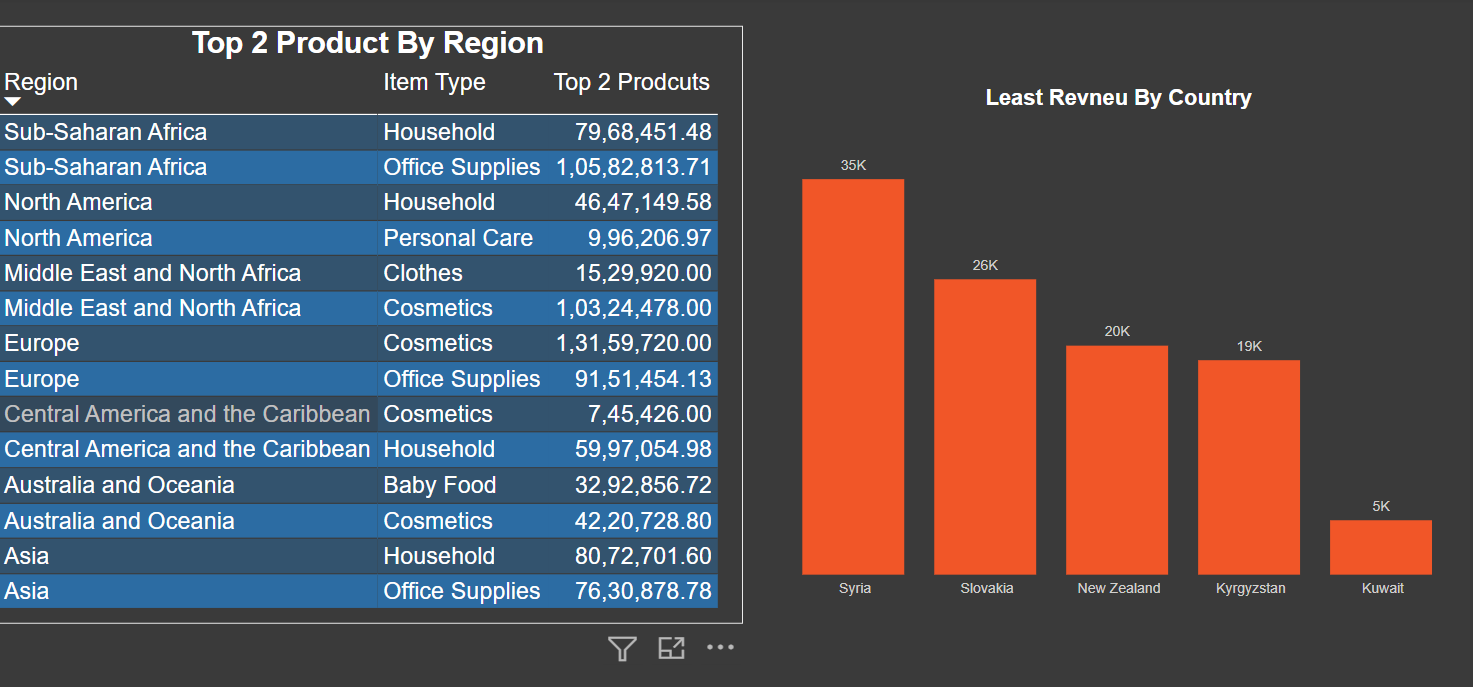 Top 2 Product By Region
Region Item Type Top 2 Prodcuts
Sub-Saharan Africa Household 79,68,451.48
Sub-Saharan Africa Office Supplies 1,05,82,813.71
North America Household 46,47,149.58
North America Personal Care 9,96,206.97
Middle East and North Africa Clothes 15,29,920.00
Middle East and North Africa Cosmetics 1,03,24,478.00
Europe Cosmetics 1,31,59,720.00
Europe Office Supplies 91,51,454.13
Central America and the Caribbean Cosmetics 7,45,426.00
Central America and the Caribbean Household 59,97,054.98
Australia and Oceania Baby Food 32,92,856.72
Australia and Oceania Cosmetics 42,20,728.80
Asia Household 80,72,701.60
Asia Office Supplies 76,30,878.78
Least Revneu By Country
35K
26K
20K
19K
5K
Syria Slovakia New Zealand Kyrgyzstan Kuwait